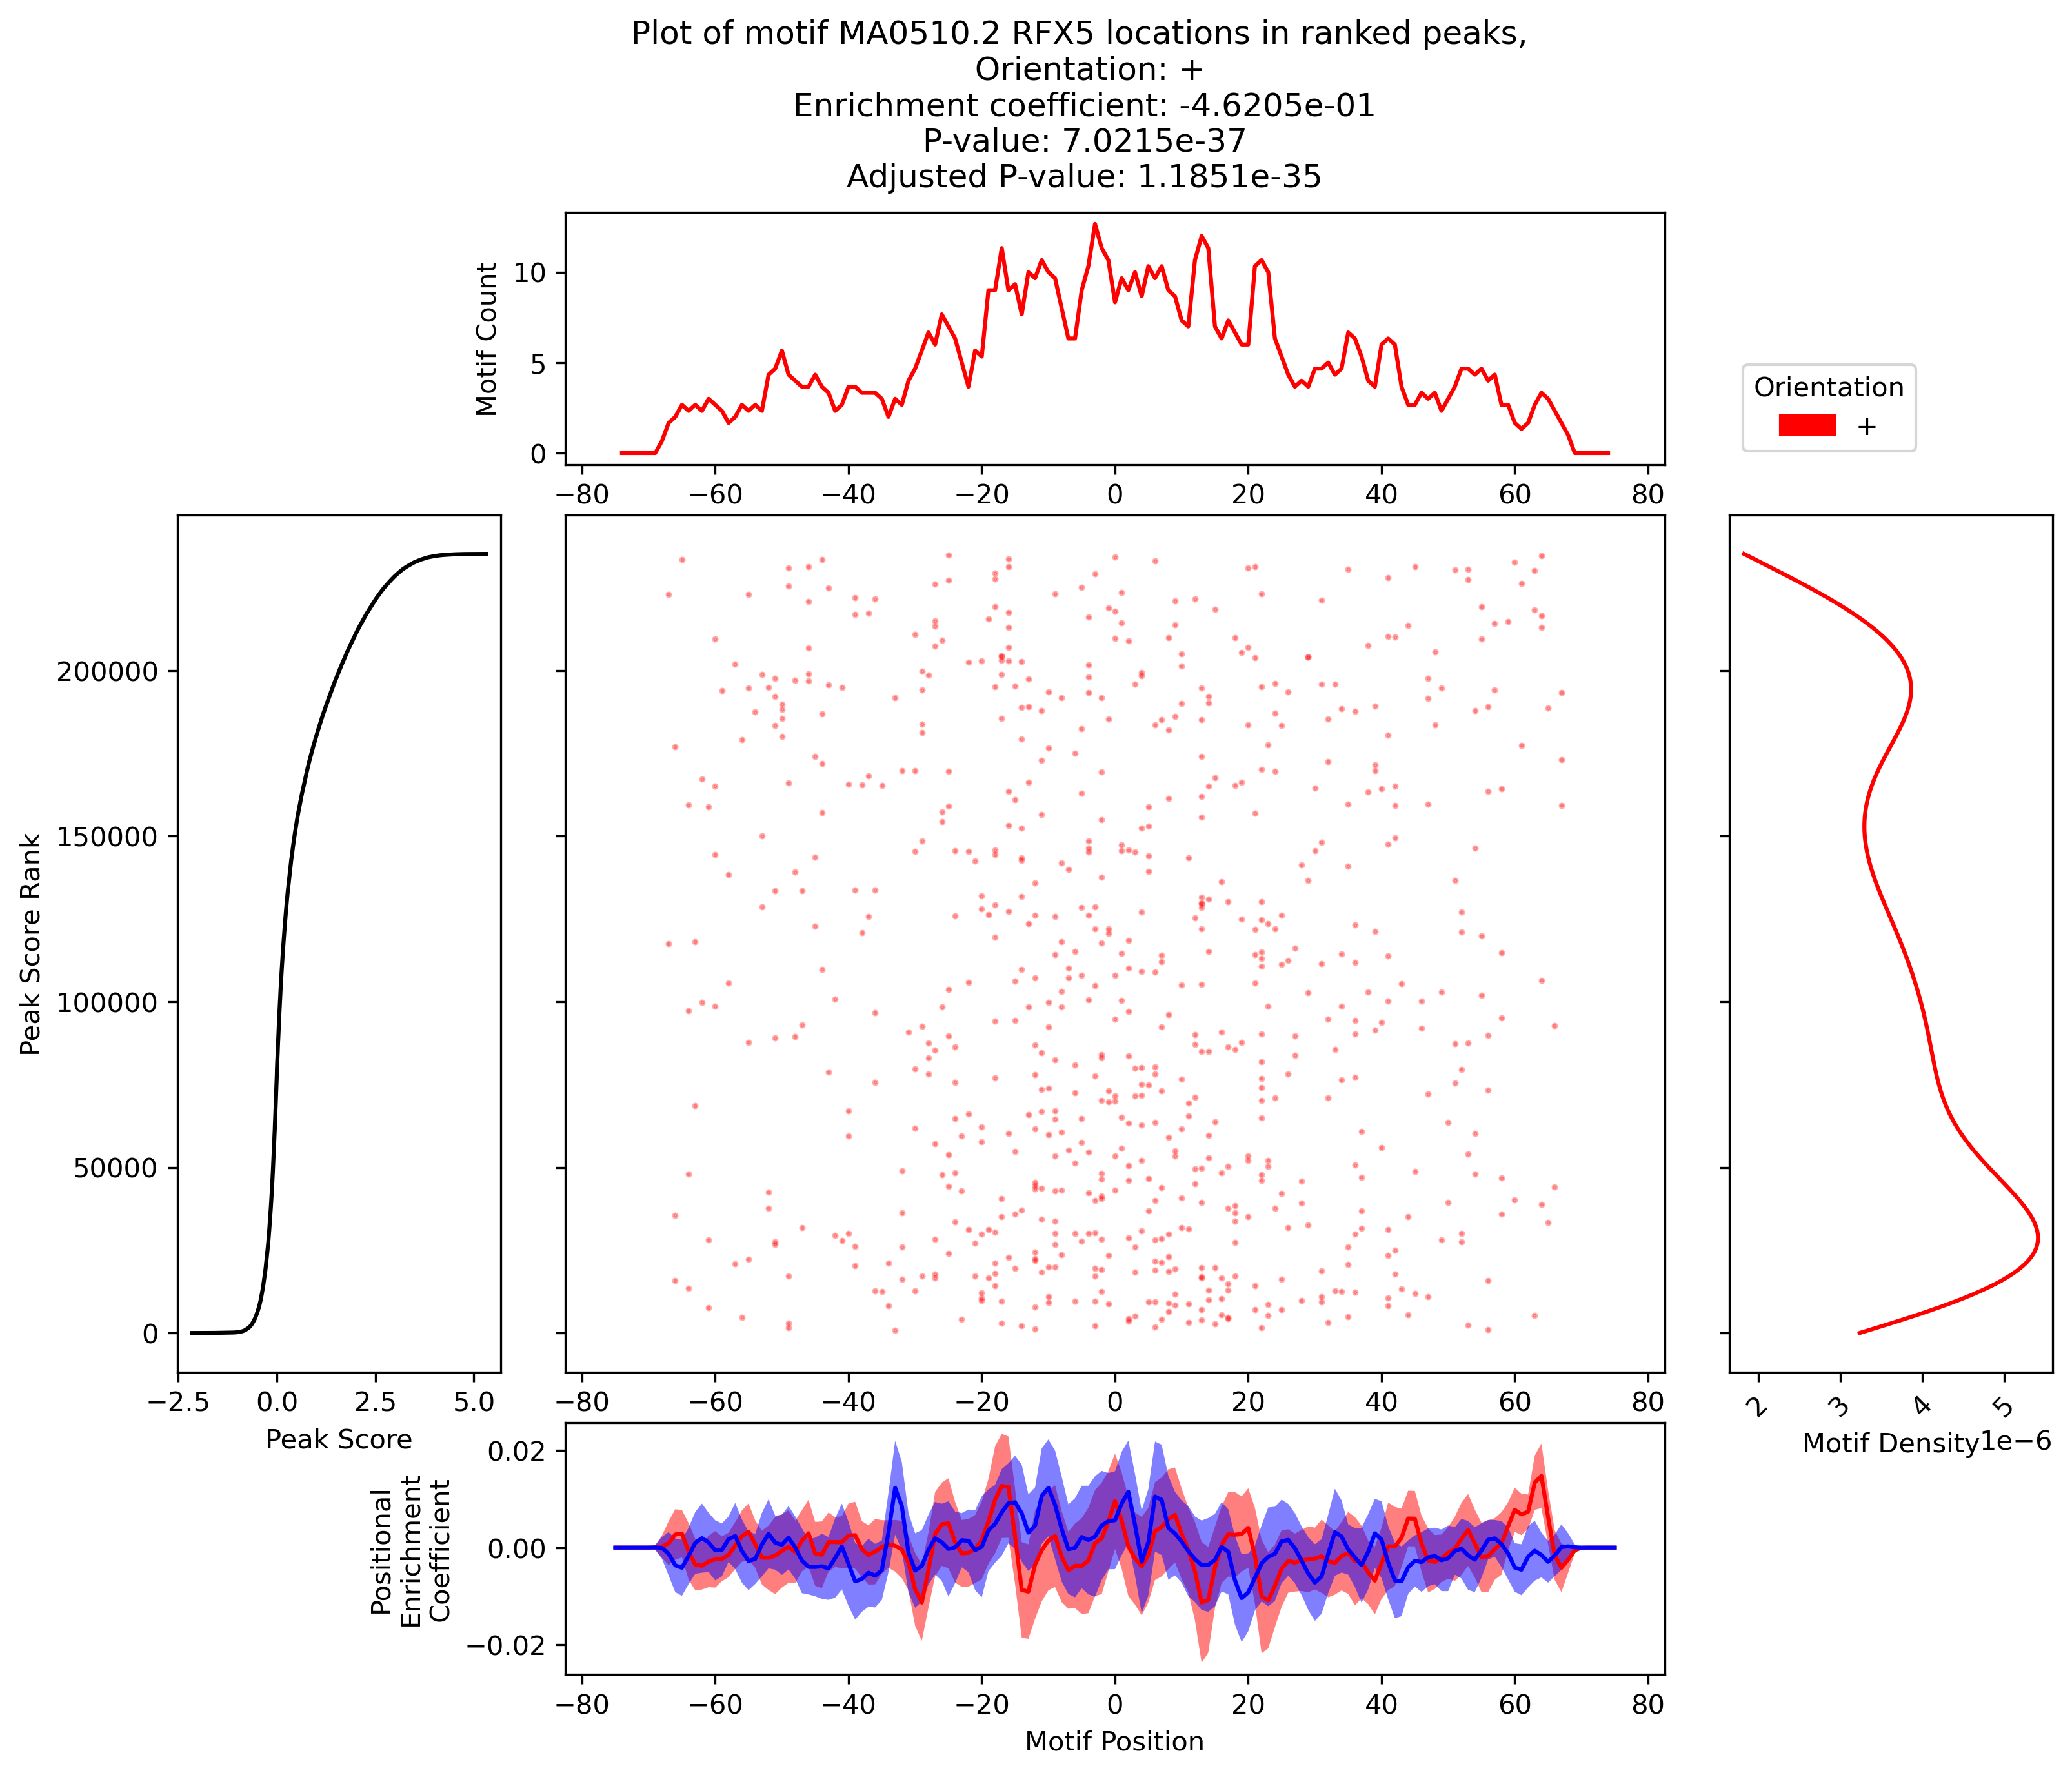 Plot of motif MA0510.2 RFX5 locations in ranked peaks,
Orientation: +
Enrichment coefficient: -4.6205e-01
P-value: 7.0215e-37
Adjusted P-value: 1.1851e-35
Motif Count
10
5
0
−80 −60 −40 −20 0 20 40 60 80
Orientation
+
Peak Score Rank
200000
150000
100000
50000
0
−2.5 0.0 2.5 5.0
Peak Score
−80 −60 −40 −20 0 20 40 60 80
2 3 4 5
Motif Density
1e−6
Positional
Enrichment
Coefficient
0.02
0.00
−0.02
−80 −60 −40 −20 0 20 40 60 80
Motif Position